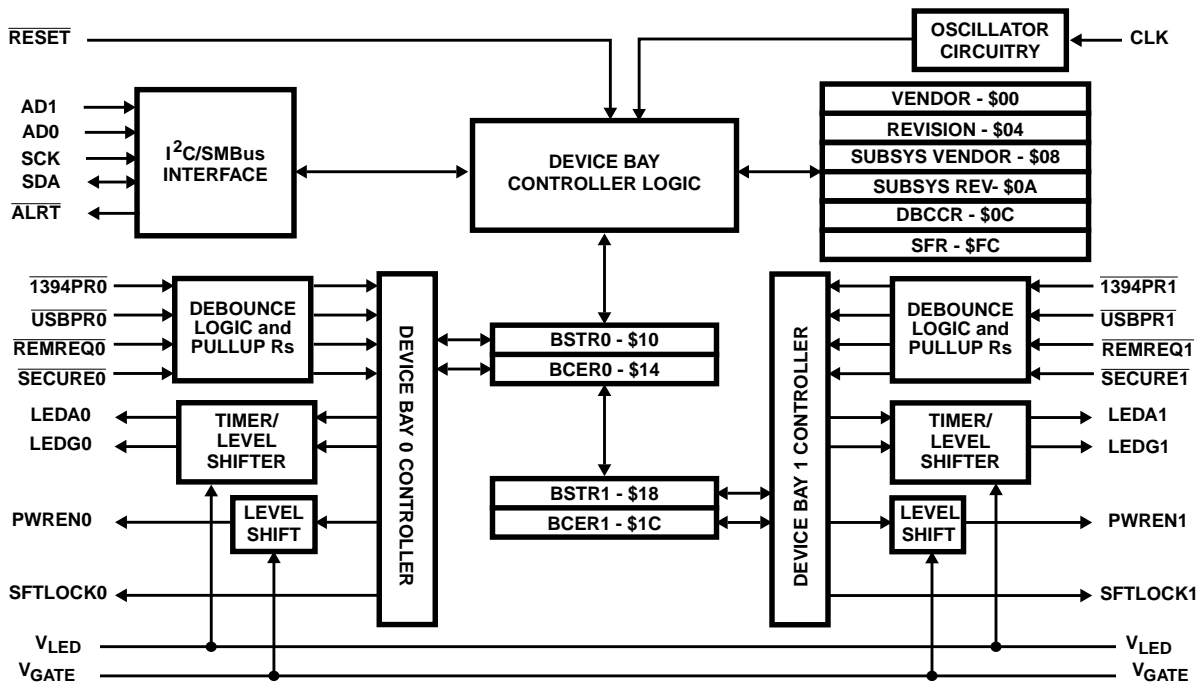 RESET
OSCILLATOR
CIRCUITRY
CLK
AD1
AD0
SCK
SDA
ALRT
I2C/SMBus
INTERFACE
DEVICE BAY
CONTROLLER LOGIC
VENDOR - $00
REVISION - $04
SUBSYS VENDOR - $08
SUBSYS REV- $0A
DBCCR - $0C
SFR - $FC
1394PR0
USBPR0
REMREQ0
SECURE0
DEBOUNCE
LOGIC and
PULLUP Rs
LEDA0
LEDG0
TIMER/
LEVEL
SHIFTER
PWREN0
LEVEL
SHIFT
SFTLOCK0
DEVICE BAY 0 CONTROLLER
BSTR0 - $10
BCER0 - $14
BSTR1 - $18
BCER1 - $1C
DEVICE BAY 1 CONTROLLER
DEBOUNCE
LOGIC and
PULLUP Rs
1394PR1
USBPR1
REMREQ1
SECURE1
TIMER/
LEVEL
SHIFTER
LEDA1
LEDG1
LEVEL
SHIFT
PWREN1
SFTLOCK1
VLED
VLED
VGATE
VGATE